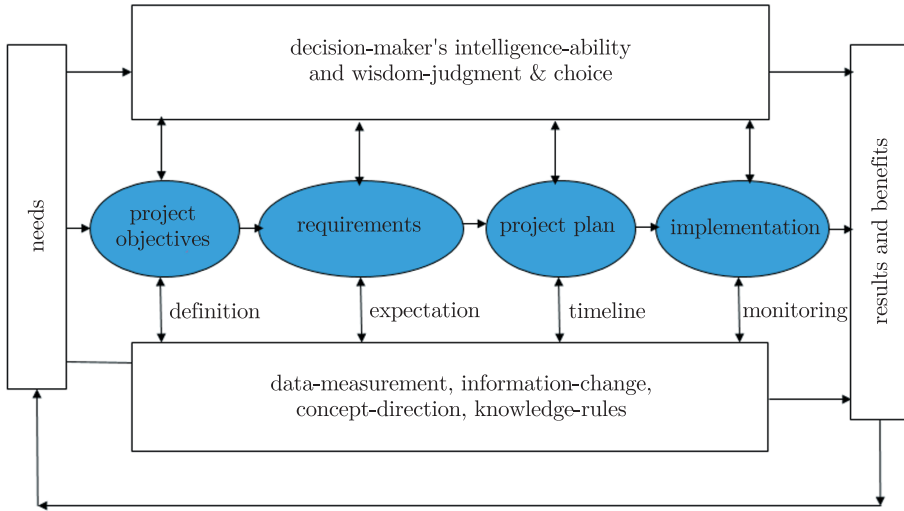 decision-maker's intelligence-ability
and wisdom-judgment & choice
needs
project
objectives
requirements
project plan
implementation
results and benefits
definition
expectation
timeline
monitoring
data-measurement, information-change,
concept-direction, knowledge-rules